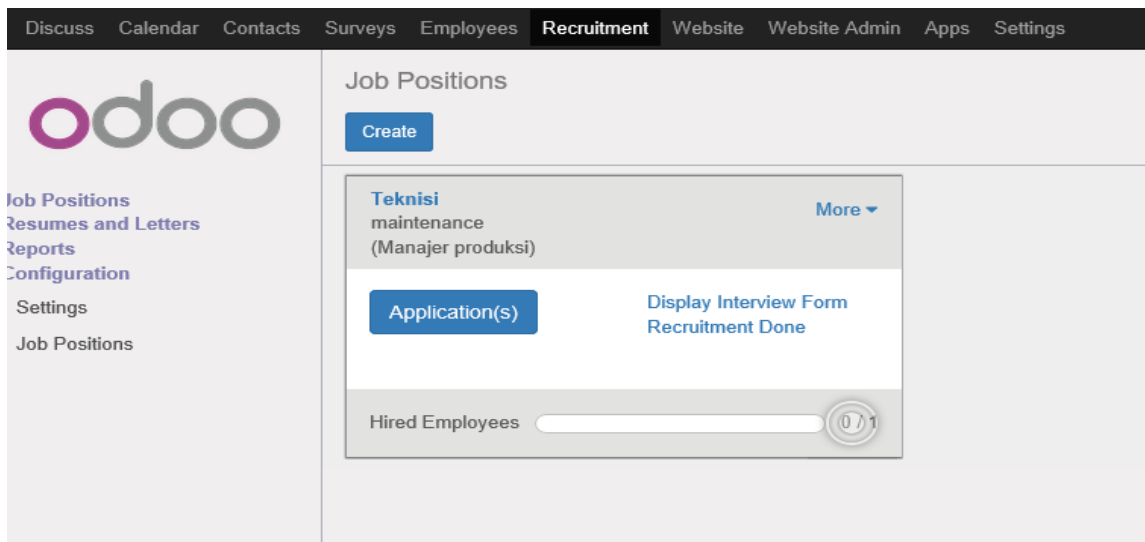 Discuss Calendar Contacts Surveys Employees Recruitment Website Website Admin Apps Settings
odoo
Job Positions
Resumes and Letters
Reports
Configuration
Settings
Job Positions
Job Positions
Create
Teknisi
maintenance
(Manajer produksi)
More
Application(s)
Display Interview Form
Recruitment Done
Hired Employees
0 / 1